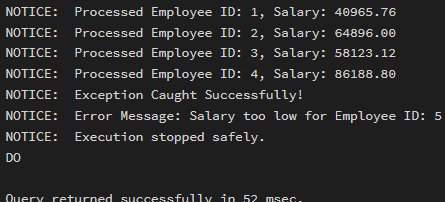 NOTICE:  Processed Employee ID: 1, Salary: 40965.76
NOTICE:  Processed Employee ID: 2, Salary: 64896.00
NOTICE:  Processed Employee ID: 3, Salary: 58123.12
NOTICE:  Processed Employee ID: 4, Salary: 86188.80
NOTICE:  Exception Caught Successfully!
NOTICE:  Error Message: Salary too low for Employee ID: 5
NOTICE:  Execution stopped safely.
DO
Query returned successfully in 52 msec.